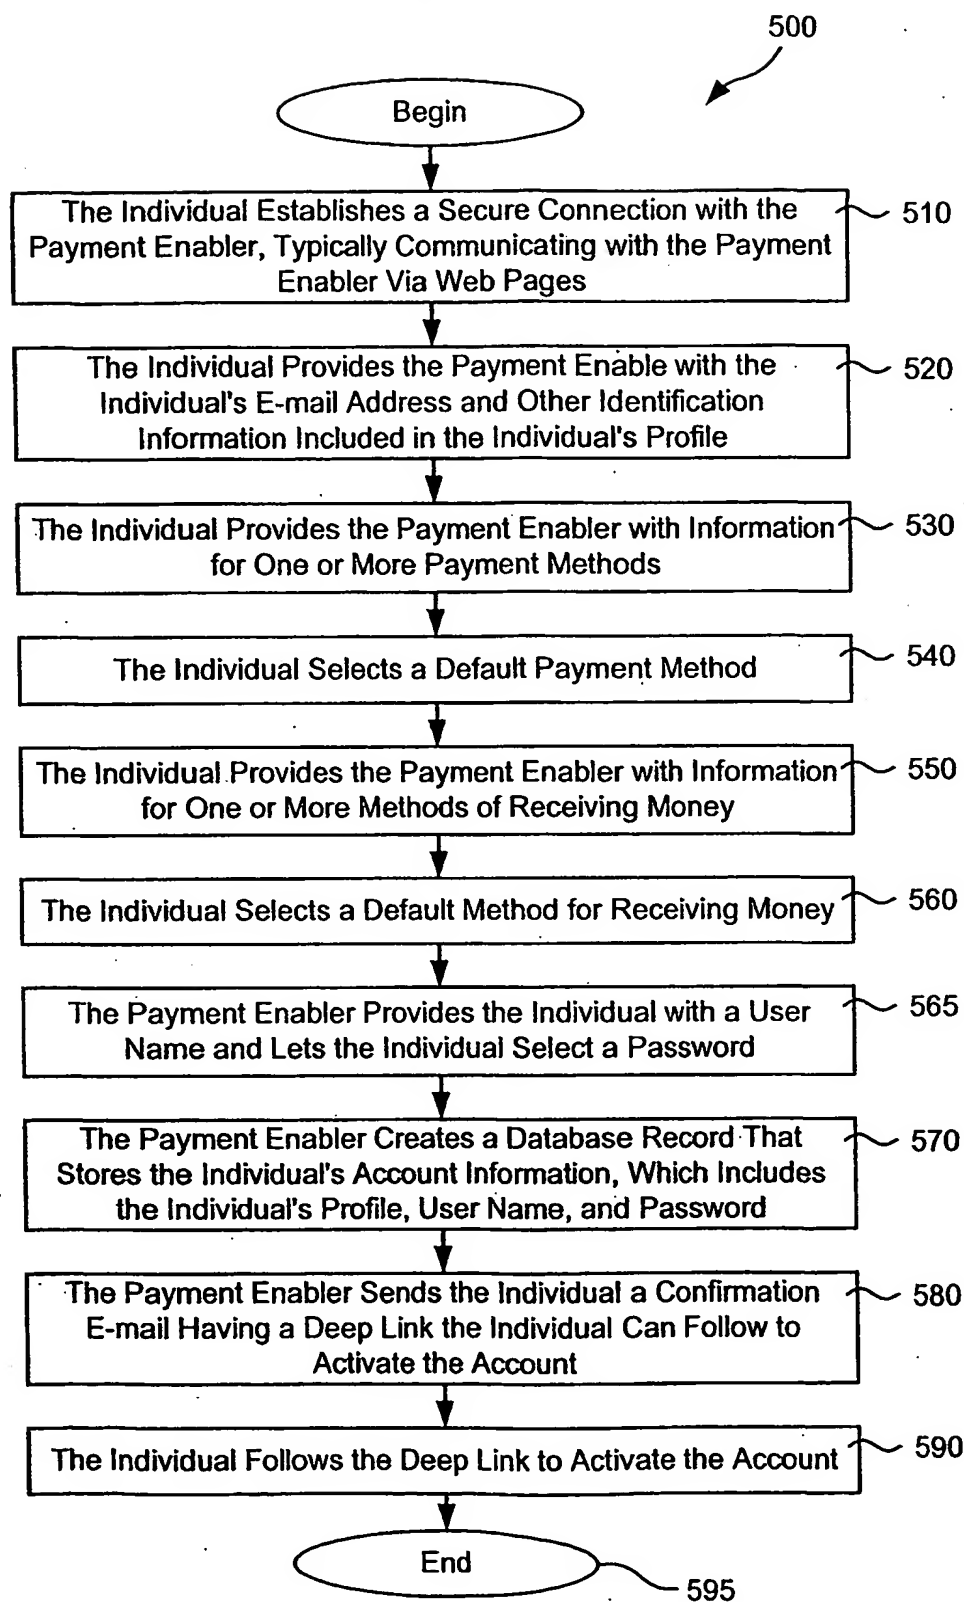 500
Begin
The Individual Establishes a Secure Connection with the
Payment Enabler, Typically Communicating with the Payment
Enabler Via Web Pages
510
The Individual Provides the Payment Enable with the
Individual's E-mail Address and Other Identification
Information Included in the Individual's Profile
520
The Individual Provides the Payment Enabler with Information
for One or More Payment Methods
530
The Individual Selects a Default Payment Method
540
The Individual Provides the Payment Enabler with Information
for One or More Methods of Receiving Money
550
The Individual Selects a Default Method for Receiving Money
560
The Payment Enabler Provides the Individual with a User
Name and Lets the Individual Select a Password
565
The Payment Enabler Creates a Database Record That
Stores the Individual's Account Information, Which Includes
the Individual's Profile, User Name, and Password
570
The Payment Enabler Sends the Individual a Confirmation
E-mail Having a Deep Link the Individual Can Follow to
Activate the Account
580
The Individual Follows the Deep Link to Activate the Account
590
End
595